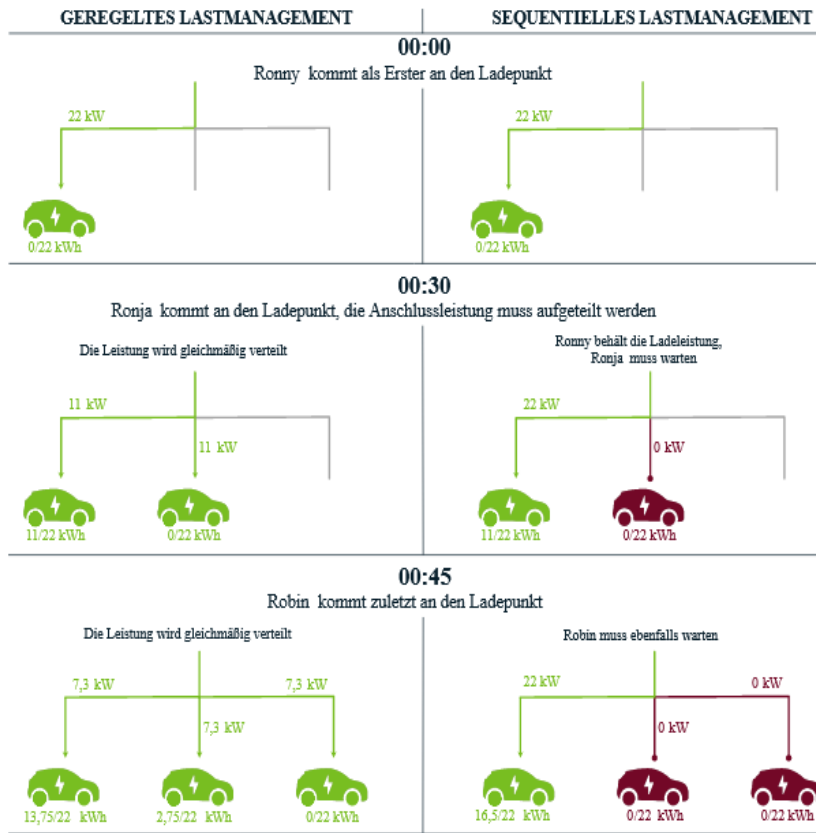 GEREGELTES LASTMANAGEMENT
SEQUENTIELLES LASTMANAGEMENT
00:00
Ronny kommt als Erster an den Ladepunkt
22 kW
22 kW
0/22 kWh
0/22 kWh
00:30
Ronja kommt an den Ladepunkt, die Anschlussleistung muss aufgeteilt werden
Die Leistung wird gleichmäßig verteilt
Ronny behält die Ladeleistung,
Ronja muss warten
11 kW
11 kW
22 kW
0 kW
11/22 kWh
0/22 kWh
11/22 kWh
0/22 kWh
00:45
Robin kommt zuletzt an den Ladepunkt
Die Leistung wird gleichmäßig verteilt
Robin muss ebenfalls warten
7,3 kW
7,3 kW
7,3 kW
22 kW
0 kW
0 kW
13,75/22 kWh
2,75/22 kWh
0/22 kWh
16,5/22 kWh
0/22 kWh
0/22 kWh